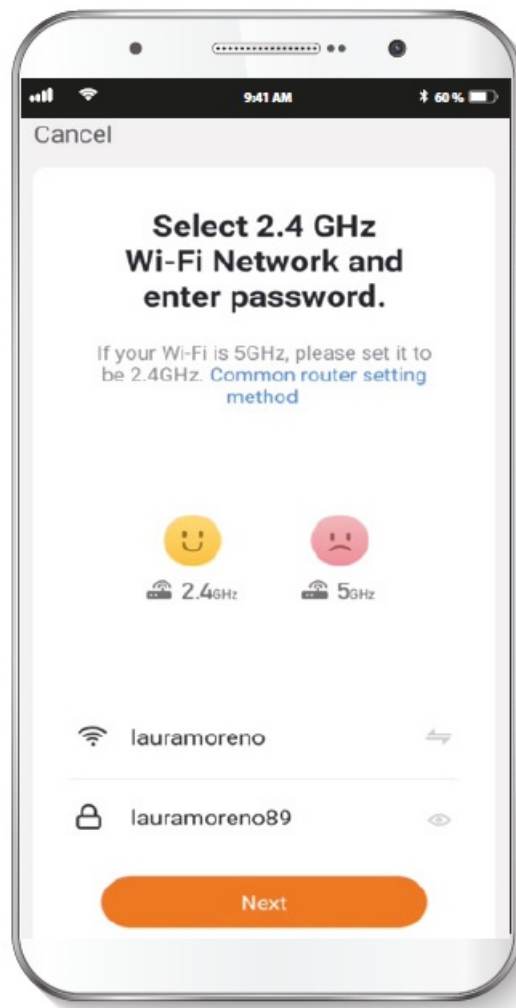 9:41 AM
60 %
Cancel
Select 2.4 GHz
Wi-Fi Network and
enter password.
If your Wi-Fi is 5GHz, please set it to
be 2.4GHz. Common router setting
method
2.4GHz 5GHz
lauramoreno
lauramoreno89
Next